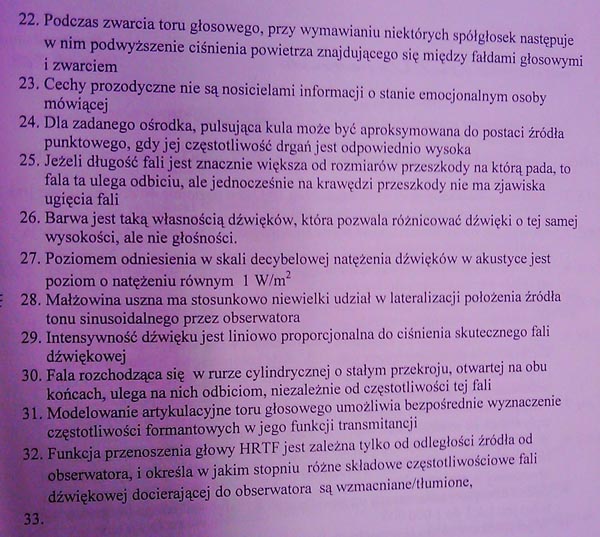 22. Podczas zwarcia toru głosowego, przy wymawianiu niektórych spółgłosek następuje
w nim podwyższenie ciśnienia powietrza znajdującego się między fałdami głosowymi
i zwarciem
23. Cechy prozodyczne nie są nosicielami informacji o stanie emocjonalnym osoby
mówiącej
24. Dla zadanego ośrodka, pulsująca kula może być aproksymowana do postaci źródła
punktowego, gdy jej częstotliwość drgań jest odpowiednio wysoka
25. Jeżeli długość fali jest znacznie większa od rozmiarów przeszkody na którą pada, to
fala ta ulega odbiciu, ale jednocześnie na krawędzi przeszkody nie ma zjawiska
ugięcia fali
26. Barwa jest taką własnością dźwięków, która pozwala różnicować dźwięki o tej samej
wysokości, ale nie głośności.
27. Poziomem odniesienia w skali decybelowej natężenia dźwięków w akustyce jest
poziom o natężeniu równym 1 W/m²
28. Małżowina uszna ma stosunkowo niewielki udział w lateralizacji położenia źródła
tonu sinusoidalnego przez obserwatora
29. Intensywność dźwięku jest liniowo proporcjonalna do ciśnienia skutecznego fali
dźwiękowej
30. Fala rozchodząca się w rurze cylindrycznej o stałym przekroju, otwartej na obu
końcach, ulega na nich odbiciom, niezależnie od częstotliwości tej fali
31. Modelowanie artykulacyjne toru głosowego umożliwia bezpośrednie wyznaczenie
częstotliwości formantowych w jego funkcji transmitancji
32. Funkcja przenoszenia głowy HRTF jest zależna tylko od odległości źródła od
obserwatora, i określa w jakim stopniu różne składowe częstotliwościowe fali
dźwiękowej docierającej do obserwatora są wzmacniane/tłumione,
33.